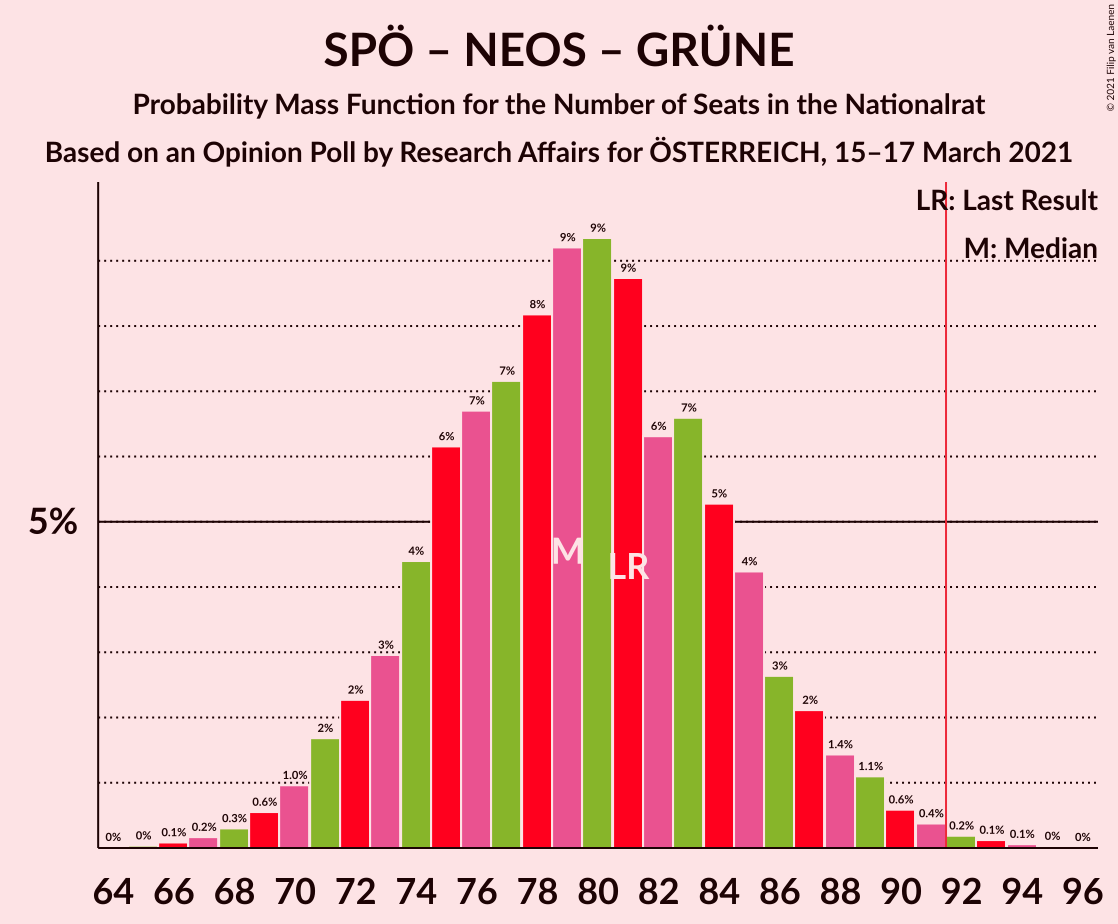 SPÖ – NEOS – GRÜNE
Probability Mass Function for the Number of Seats in the Nationalrat
Based on an Opinion Poll by Research Affairs for ÖSTERREICH, 15–17 March 2021
© 2021 Filip van Laenen
LR: Last Result
M: Median
5%
0% 0% 0.1% 0.2% 0.3% 0.6% 1.0% 2% 2% 3% 4% 6% 7% 7% 8% 9% 9% 9% 6% 7% 5% 4% 3% 2% 1.4% 1.1% 0.6% 0.4% 0.2% 0.1% 0.1% 0% 0%
M
LR
64 66 68 70 72 74 76 78 80 82 84 86 88 90 92 94 96